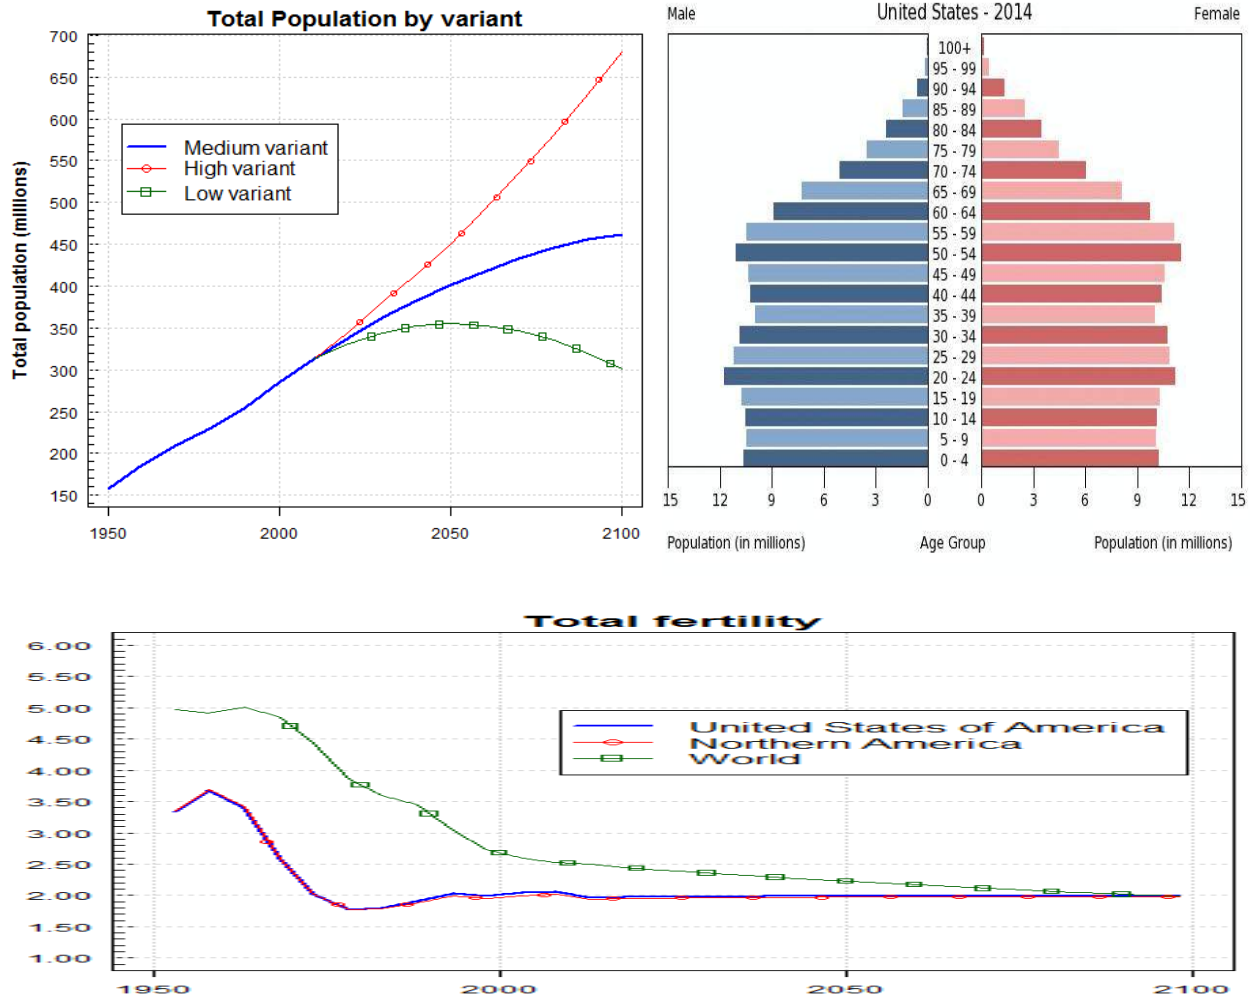 Total Population by variant
Total population (millions)
700
650
600
550
500
450
400
350
300
250
200
150
1950
2000
2050
2100
Medium variant
High variant
Low variant
Male
United States - 2014
Female
100+
95 - 99
90 - 94
85 - 89
80 - 84
75 - 79
70 - 74
65 - 69
60 - 64
55 - 59
50 - 54
45 - 49
40 - 44
35 - 39
30 - 34
25 - 29
20 - 24
15 - 19
10 - 14
5 - 9
0 - 4
15 12 9 6 3 0 0 3 6 9 12 15
Population (in millions)
Age Group
Population (in millions)
Total fertility
6.00
5.50
5.00
4.50
4.00
3.50
3.00
2.50
2.00
1.50
1.00
United States of America
Northern America
World
1950
2000
2050
2100